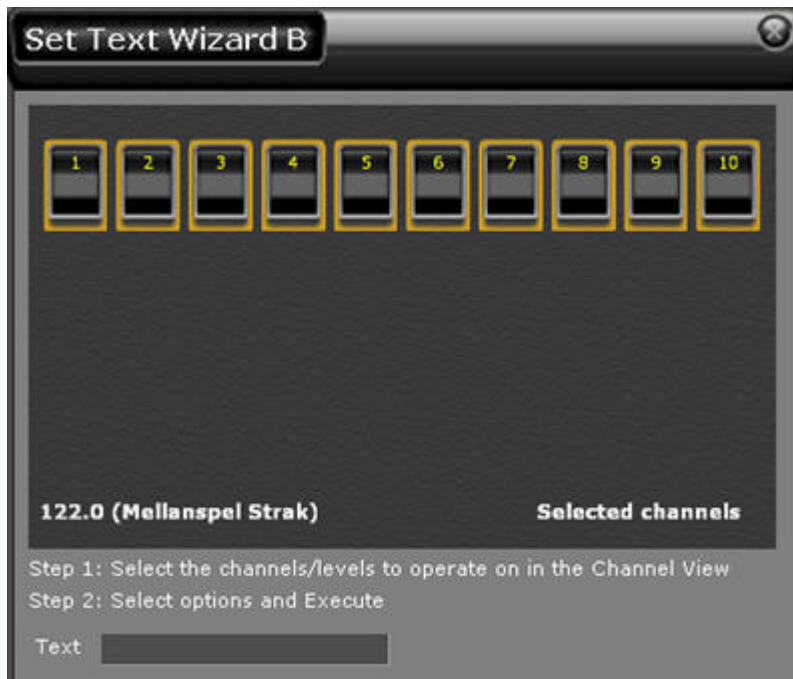 Set Text Wizard B
1 2 3 4 5 6 7 8 9 10
122.0 (Mellanspel Strak) Selected channels
Step 1: Select the channels/levels to operate on in the Channel View
Step 2: Select options and Execute
Text